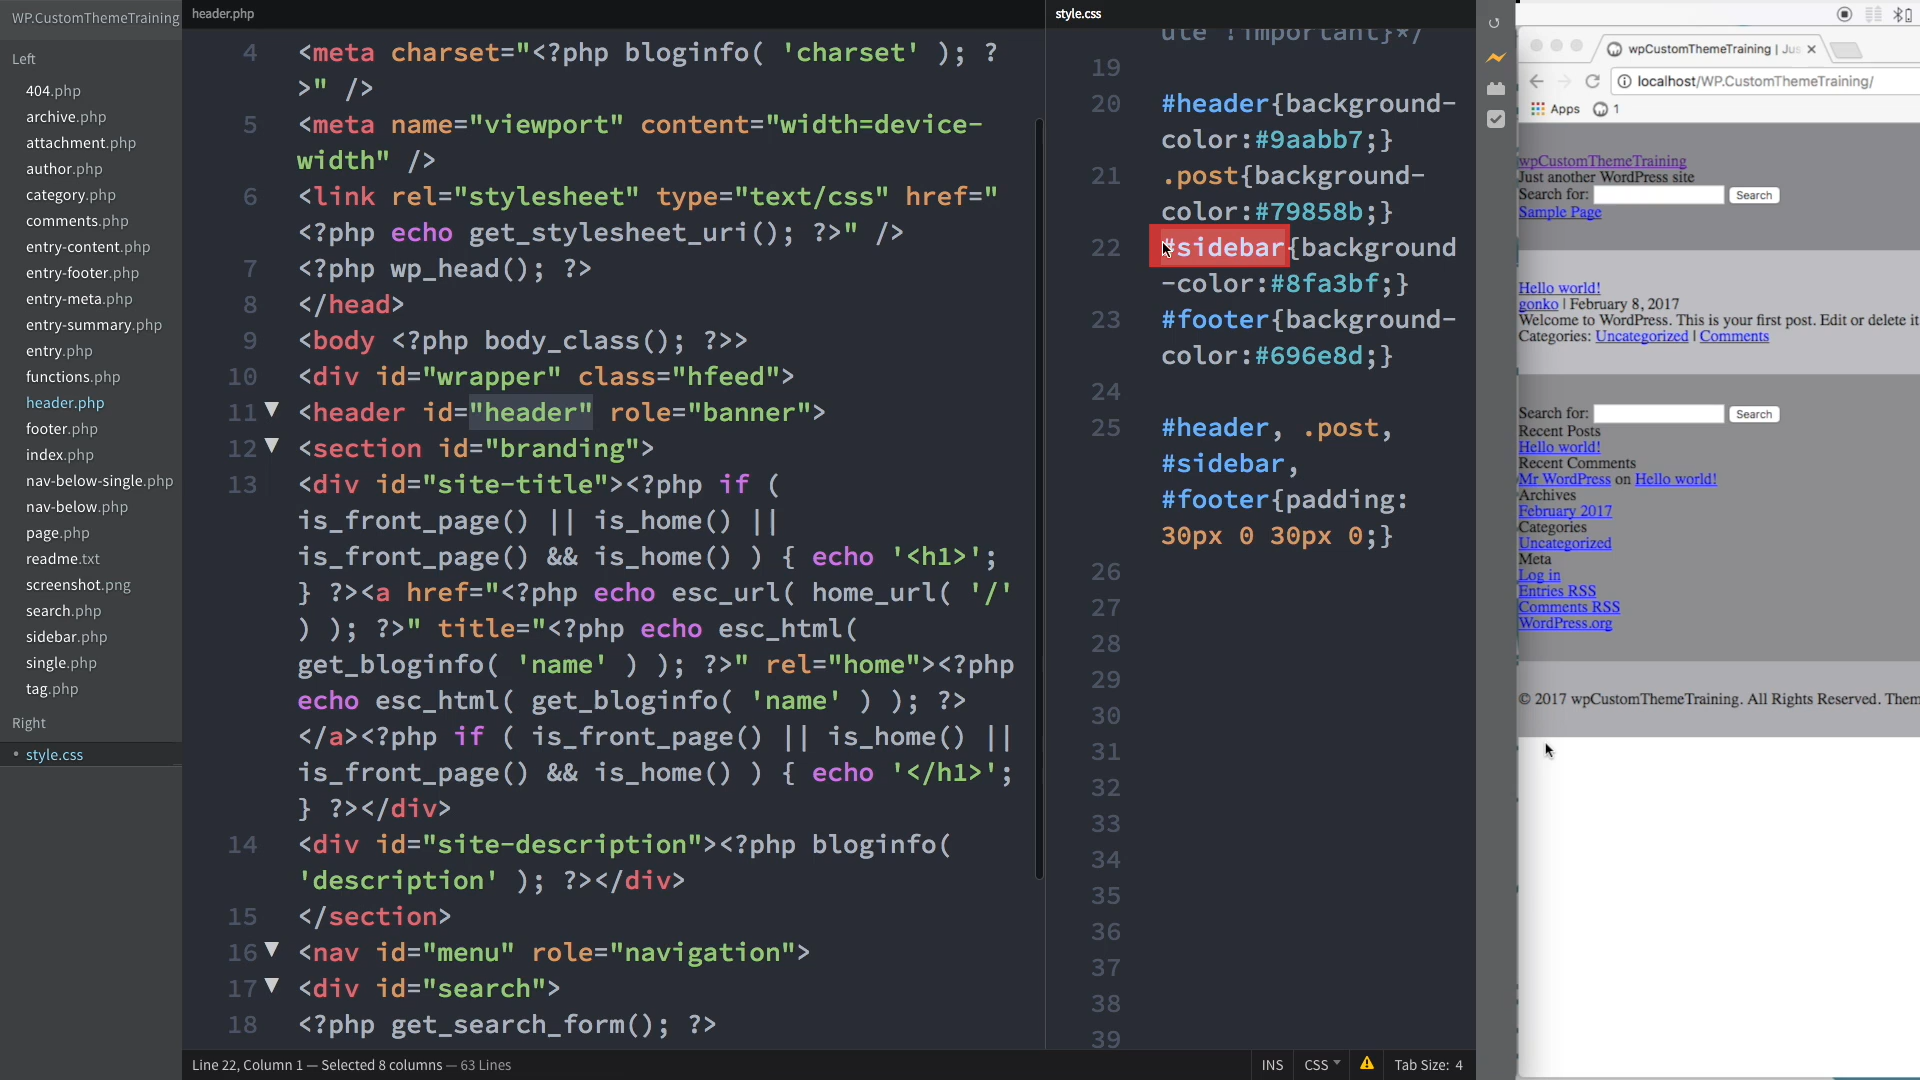 WP.CustomThemeTraining
Left
404.php
archive.php
attachment.php
author.php
category.php
comments.php
entry-content.php
entry-footer.php
entry-meta.php
entry-summary.php
entry.php
functions.php
header.php
footer.php
index.php
nav-below-single.php
nav-below.php
page.php
readme.txt
screenshot.png
search.php
sidebar.php
single.php
tag.php
Right
style.css
header.php
4 <meta charset="<?php bloginfo( 'charset' ); ?
>" />
5 <meta name="viewport" content="width=device-
width" />
6 <link rel="stylesheet" type="text/css" href="
<?php echo get_stylesheet_uri(); ?>" />
7 <?php wp_head(); ?>
8 </head>
9 <body <?php body_class(); ?>>
10 <div id="wrapper" class="hfeed">
11 <header id="header" role="banner">
12 <section id="branding">
13 <div id="site-title"><?php if (
is_front_page() || is_home() ||
is_front_page() && is_home() ) { echo '<h1>';
} ?><a href="<?php echo esc_url( home_url( '/'
) ); ?>" title="<?php echo esc_html(
get_bloginfo( 'name' ) ); ?>" rel="home"><?php
echo esc_html( get_bloginfo( 'name' ) ); ?>
</a><?php if ( is_front_page() || is_home() ||
is_front_page() && is_home() ) { echo '</h1>';
} ?></div>
14 <div id="site-description"><?php bloginfo(
'description' ); ?></div>
15 </section>
16 <nav id="menu" role="navigation">
17 <div id="search">
18 <?php get_search_form(); ?>
style.css
ute !important}*/
19
20 #header{background-
color:#9aabb7;}
21 .post{background-
color:#79858b;}
22 #sidebar{background
-color:#8fa3bf;}
23 #footer{background-
color:#696e8d;}
24
25 #header, .post,
#sidebar,
#footer{padding:
30px 0 30px 0;}
26
27
28
29
30
31
32
33
34
35
36
37
38
39
Line 22, Column 1 — Selected 8 columns — 63 Lines
INS
CSS
Tab Size: 4
wpCustomThemeTraining | Jus
localhost/WP.CustomThemeTraining/
Apps
1
wpCustomThemeTraining
Just another WordPress site
Search for: Search
Sample Page
Hello world!
gonko | February 8, 2017
Welcome to WordPress. This is your first post. Edit or delete it
Categories: Uncategorized | Comments
Search for: Search
Recent Posts
Hello world!
Recent Comments
Mr WordPress on Hello world!
Archives
February 2017
Categories
Uncategorized
Meta
Log in
Entries RSS
Comments RSS
WordPress.org
© 2017 wpCustomThemeTraining. All Rights Reserved. Them